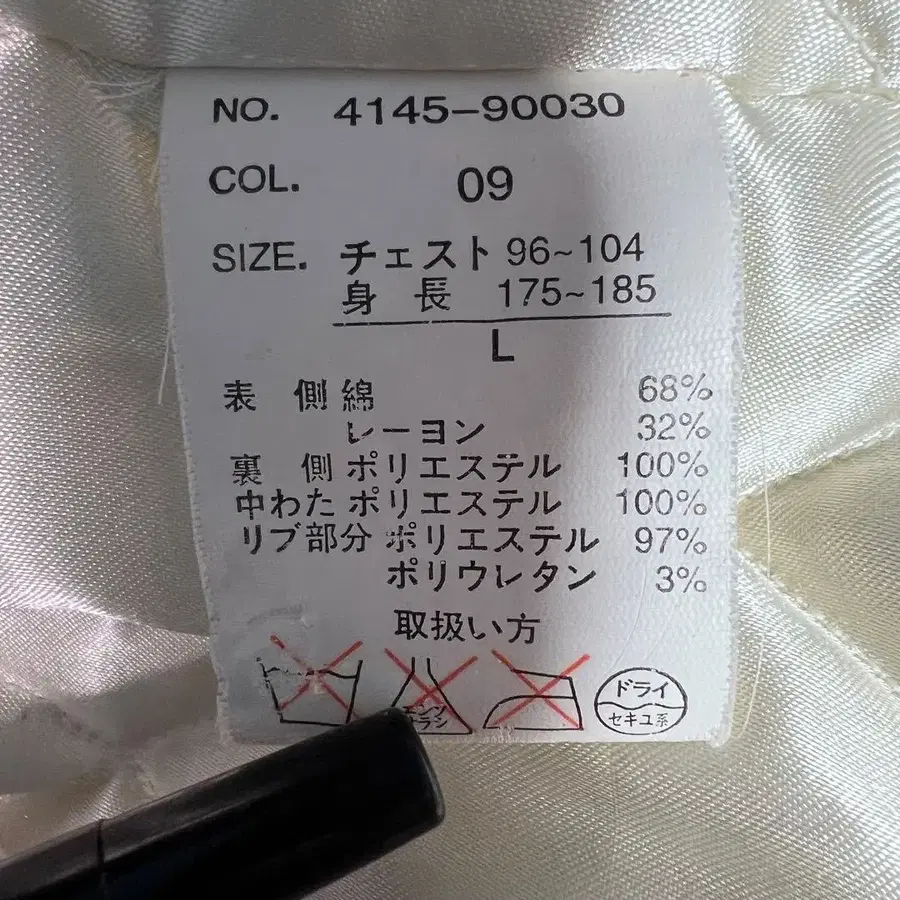 NO. 4145-90030
COL. 09
SIZE. チェスト 96~104
身長 175~185
L
表側 綿 68%
レーヨン 32%
裏側 ポリエステル 100%
中わた ポリエステル 100%
リブ部分 ポリエステル 97%
ポリウレタン 3%
取扱い方
ドライ
セキユ系